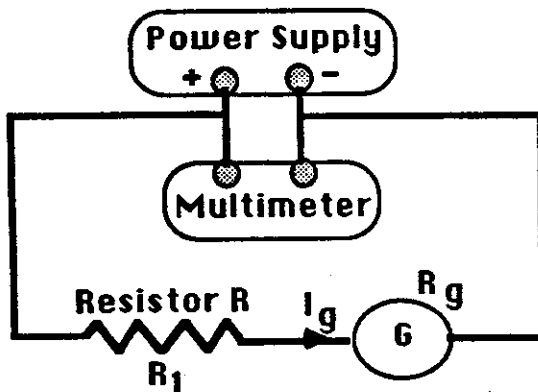 Power Supply
+ -
Multimeter
Resistor R
R1
Ig
Rg
G